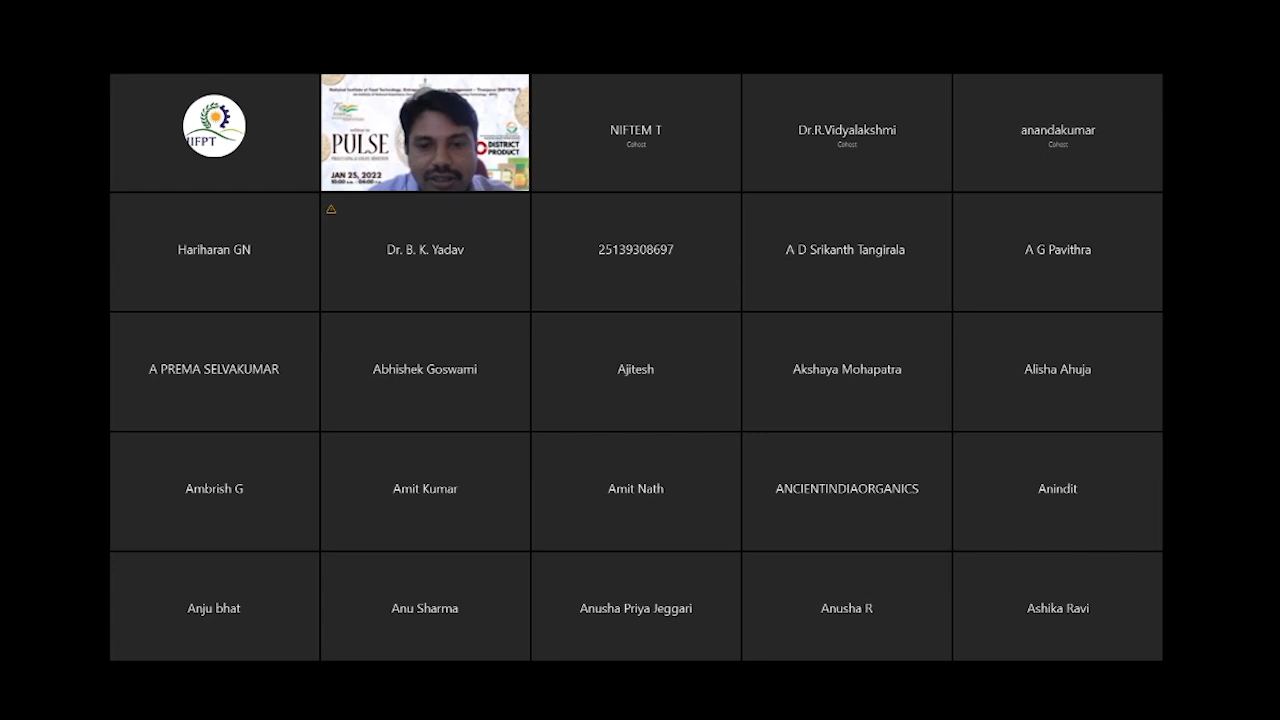 IIFPT
PULSE
DISTRICT
PRODUCT
JAN 25, 2022
NIFTEM T
Cohost
Dr.R.Vidyalakshmi
Cohost
anandakumar
Cohost
Hariharan GN
Dr. B. K. Yadav
25139308697
A D Srikanth Tangirala
A G Pavithra
A PREMA SELVAKUMAR
Abhishek Goswami
Ajitesh
Akshaya Mohapatra
Alisha Ahuja
Ambrish G
Amit Kumar
Amit Nath
ANCIENTINDIAORGANICS
Anindit
Anju bhat
Anu Sharma
Anusha Priya Jeggari
Anusha R
Ashika Ravi